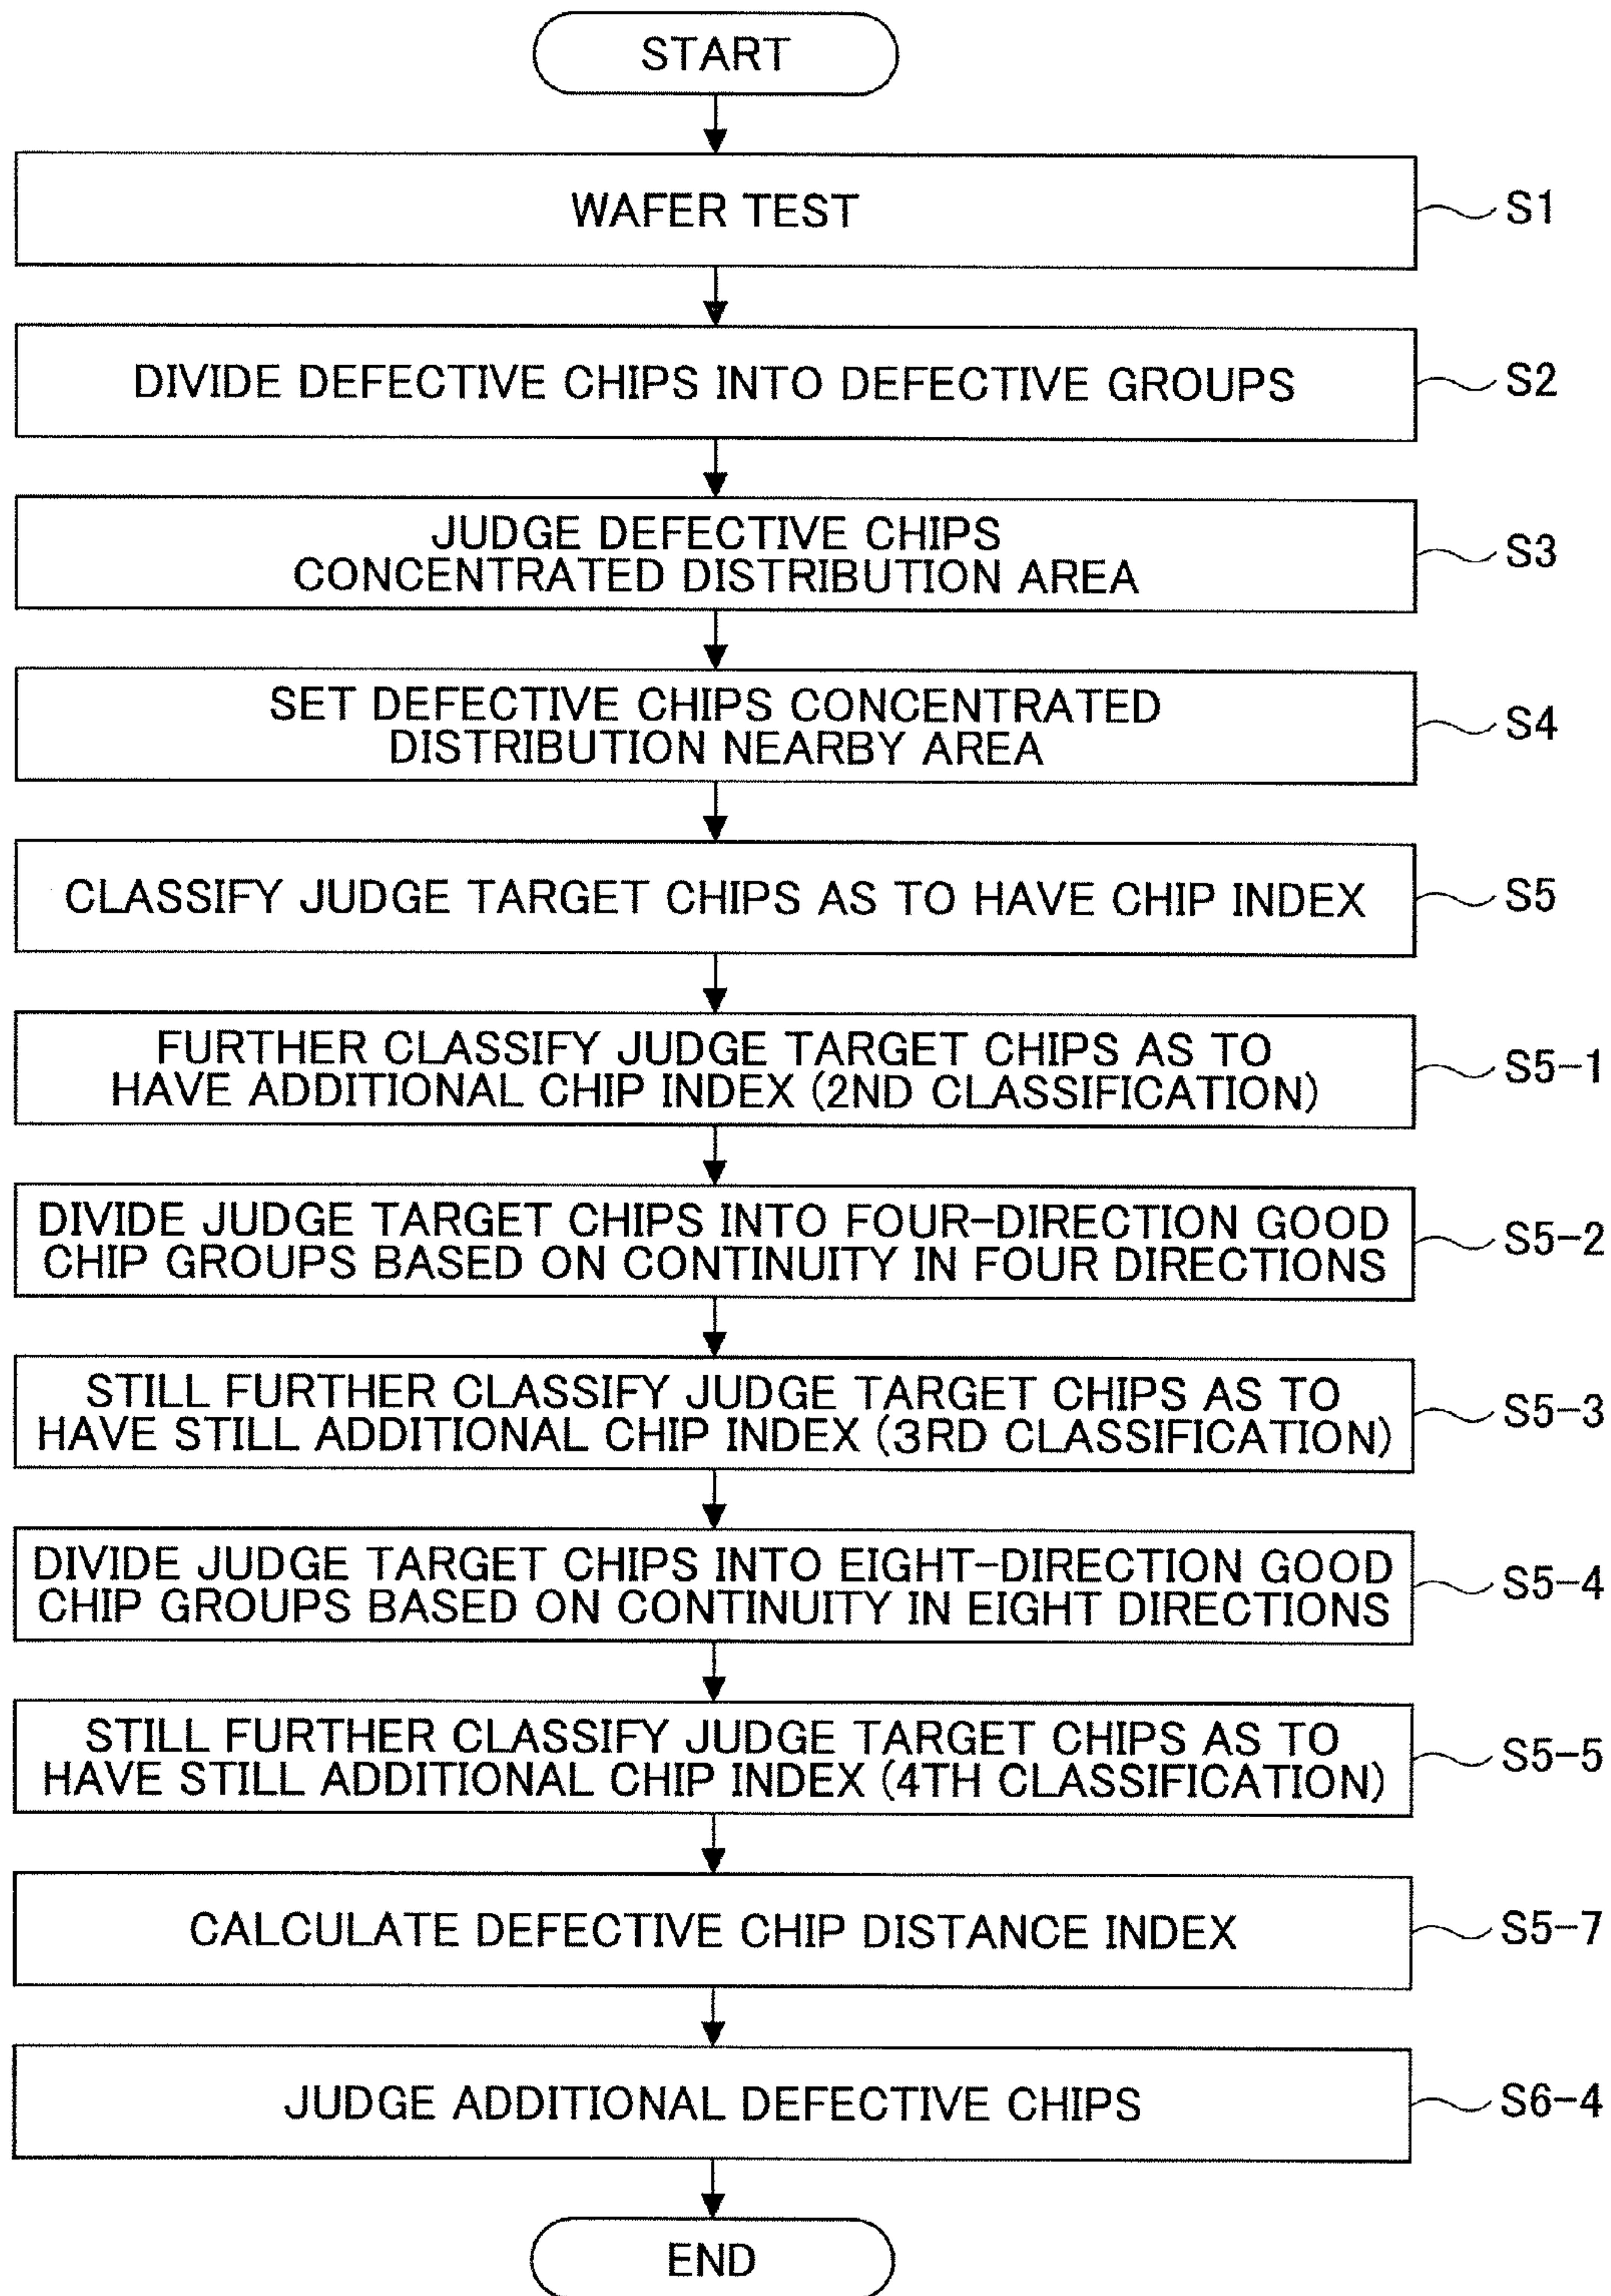 START
WAFER TEST
S1
DIVIDE DEFECTIVE CHIPS INTO DEFECTIVE GROUPS
S2
JUDGE DEFECTIVE CHIPS
CONCENTRATED DISTRIBUTION AREA
S3
SET DEFECTIVE CHIPS CONCENTRATED
DISTRIBUTION NEARBY AREA
S4
CLASSIFY JUDGE TARGET CHIPS AS TO HAVE CHIP INDEX
S5
FURTHER CLASSIFY JUDGE TARGET CHIPS AS TO
HAVE ADDITIONAL CHIP INDEX (2ND CLASSIFICATION)
S5-1
DIVIDE JUDGE TARGET CHIPS INTO FOUR-DIRECTION GOOD
CHIP GROUPS BASED ON CONTINUITY IN FOUR DIRECTIONS
S5-2
STILL FURTHER CLASSIFY JUDGE TARGET CHIPS AS TO
HAVE STILL ADDITIONAL CHIP INDEX (3RD CLASSIFICATION)
S5-3
DIVIDE JUDGE TARGET CHIPS INTO EIGHT-DIRECTION GOOD
CHIP GROUPS BASED ON CONTINUITY IN EIGHT DIRECTIONS
S5-4
STILL FURTHER CLASSIFY JUDGE TARGET CHIPS AS TO
HAVE STILL ADDITIONAL CHIP INDEX (4TH CLASSIFICATION)
S5-5
CALCULATE DEFECTIVE CHIP DISTANCE INDEX
S5-7
JUDGE ADDITIONAL DEFECTIVE CHIPS
S6-4
END